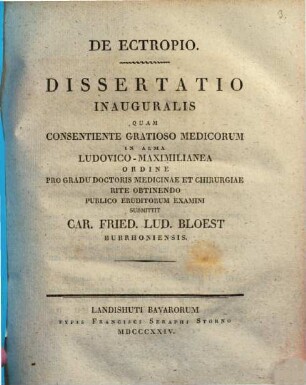 3.
DE ECTROPIO.
DISSERTATIO
INAUGURALIS
QUAM
CONSENTIENTE GRATIOSO MEDICORUM
IN ALMA
LUDOVICO-MAXIMILIANEA
ORDINE
PRO GRADU DOCTORIS MEDICINAE ET CHIRURGIAE
RITE OBTINENDO
PUBLICO ERUDITORUM EXAMINI
SUBMITTIT
CAR. FRIED. LUD. BLOEST
BURRHONIENSIS.
LANDISHUTI BAVARORUM
TYPIS FRANCISCI SERAPHI STORNO
MDCCCXXIV.